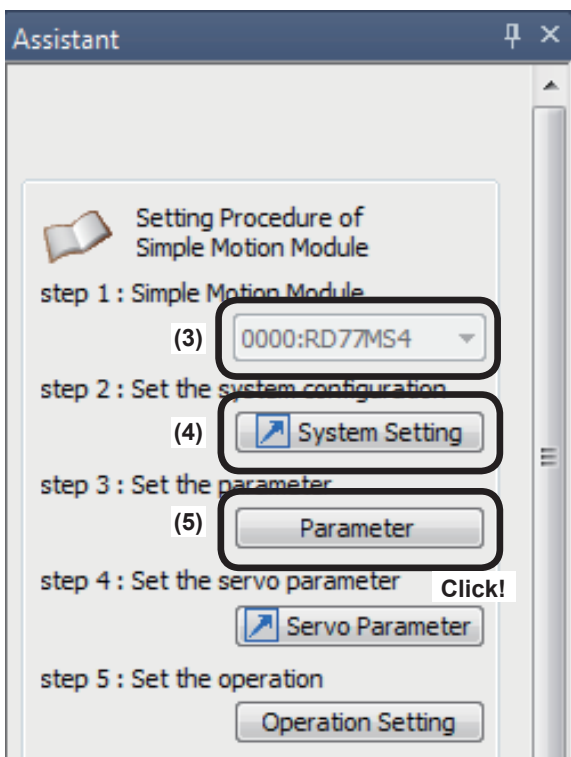 Assistant
Setting Procedure of
Simple Motion Module
step 1 : Simple Motion Module
(3) 0000:RD77MS4
step 2 : Set the system configuration
(4) System Setting
step 3 : Set the parameter
(5) Parameter
Click!
step 4 : Set the servo parameter
Servo Parameter
step 5 : Set the operation
Operation Setting